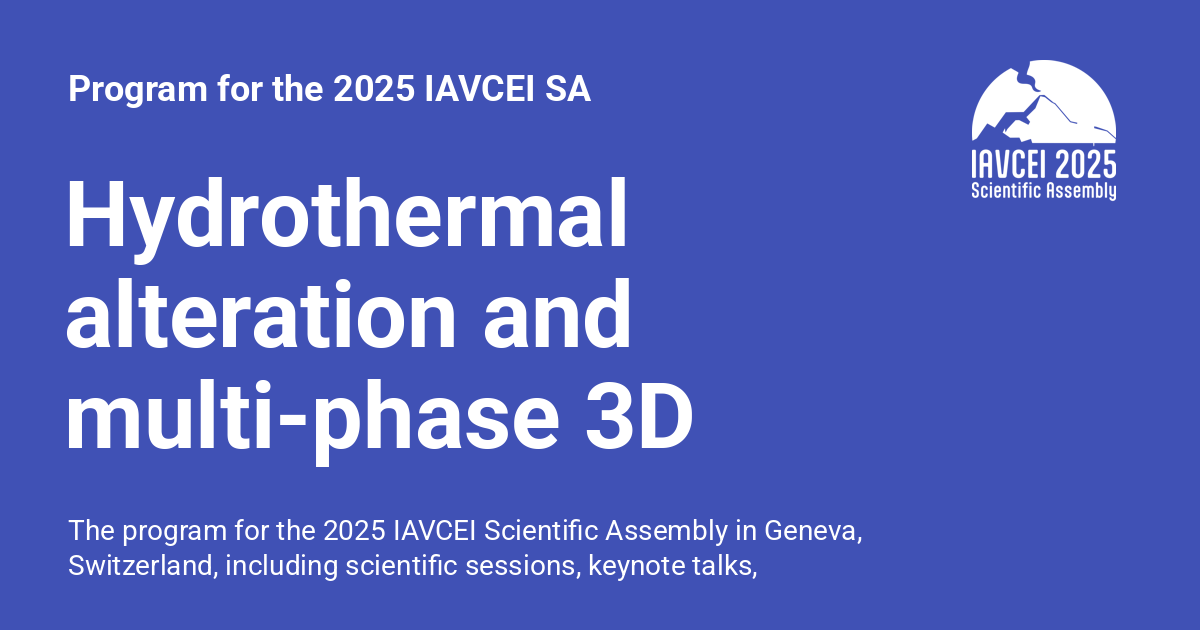 Program for the 2025 IAVCEI SA
IAVCEI 2025
Scientific Assembly
Hydrothermal
alteration and
multi-phase 3D
The program for the 2025 IAVCEI Scientific Assembly in Geneva,
Switzerland, including scientific sessions, keynote talks,